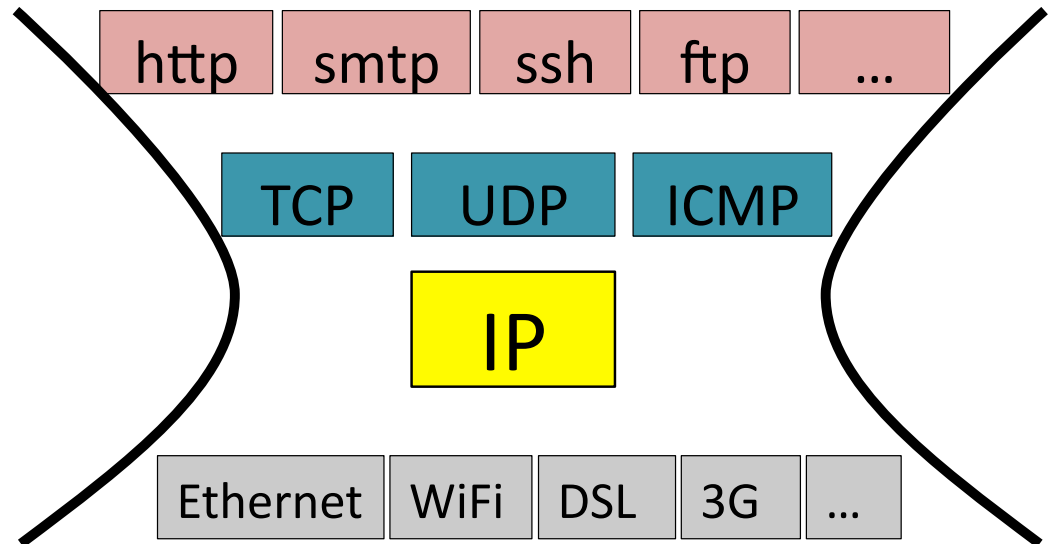 http smtp ssh ftp ...
TCP UDP ICMP
IP
Ethernet WiFi DSL 3G ...